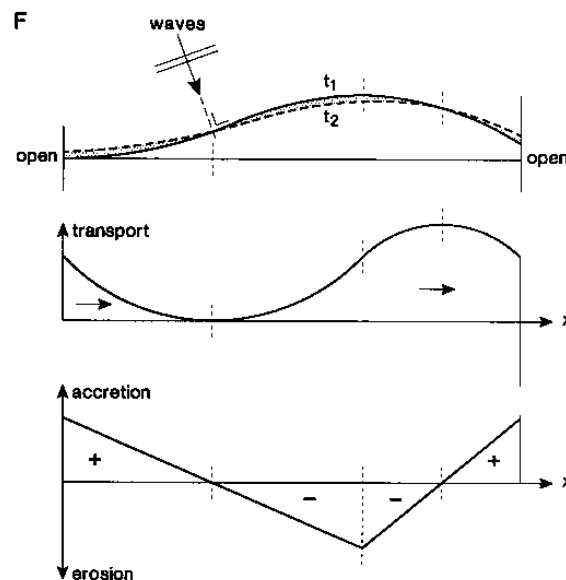 F
waves
t1
t2
open
open
transport
x
accretion
+
+
−
−
x
erosion